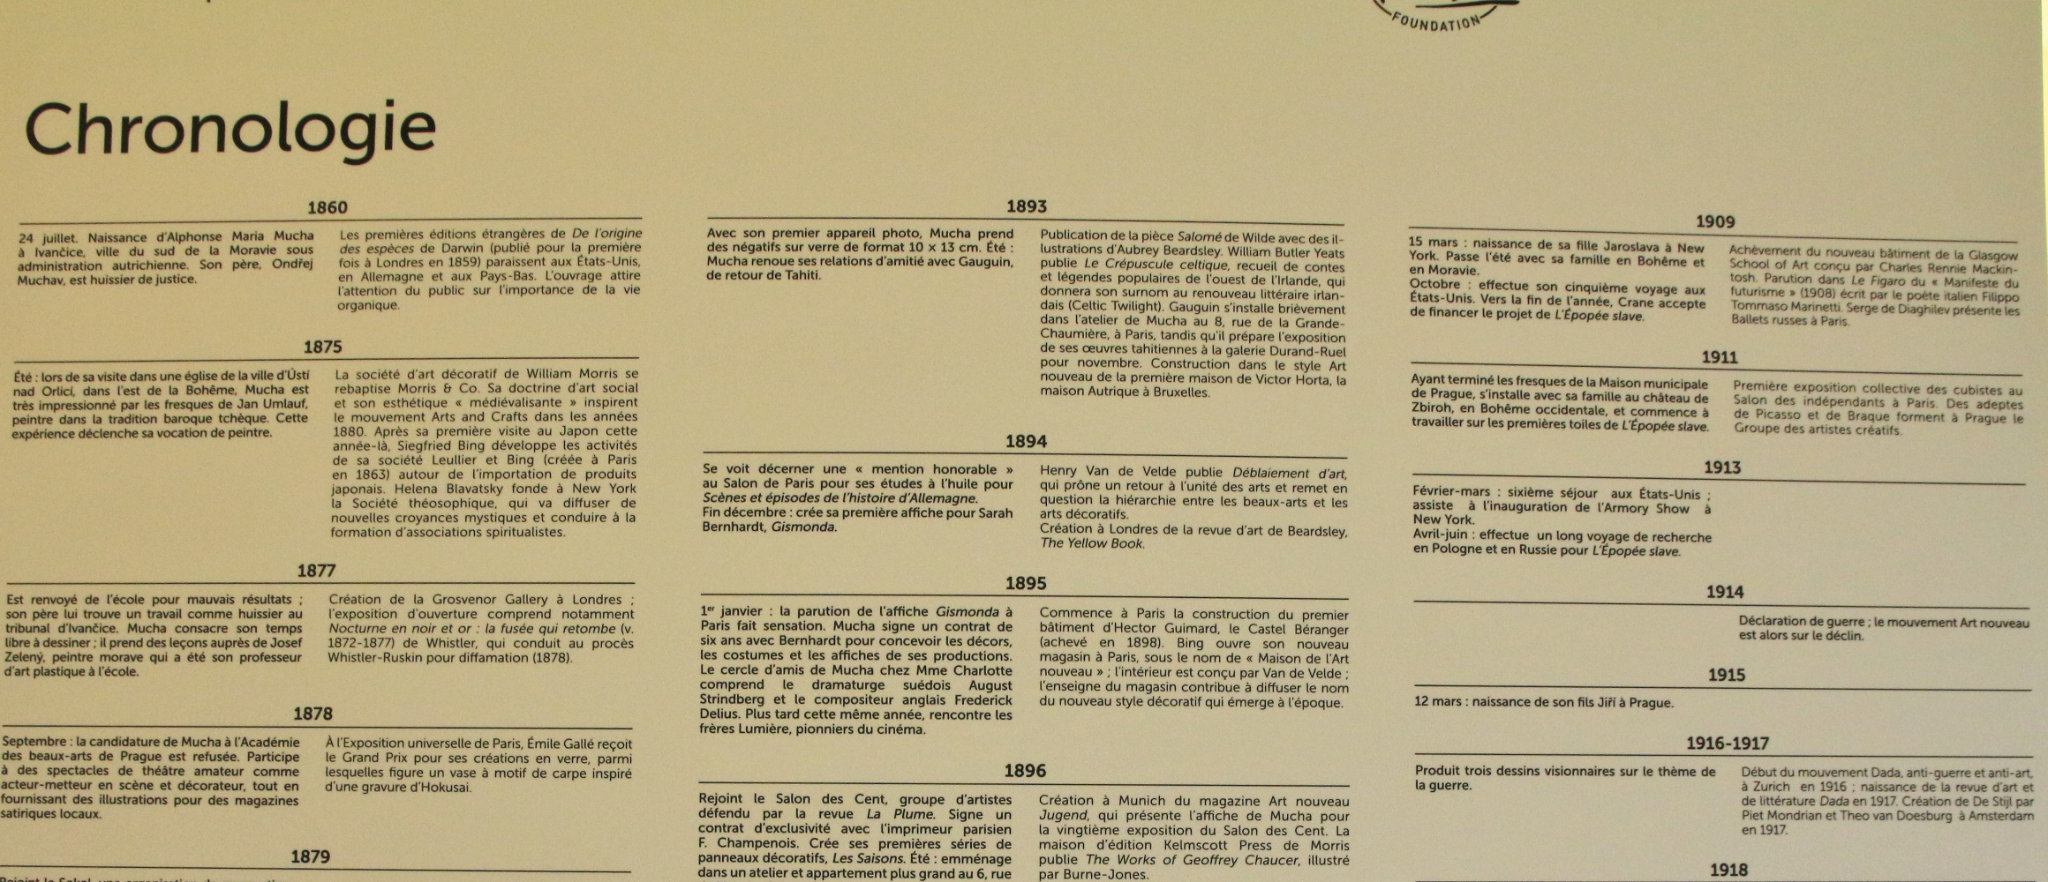 FOUNDATION
Chronologie
1860
24 juillet. Naissance d'Alphonse Maria Mucha
à Ivančice, ville du sud de la Moravie sous
administration autrichienne. Son père, Ondřej
Muchav, est huissier de justice.
Les premières éditions étrangères de De l'origine
des espèces de Darwin (publié pour la première
fois à Londres en 1859) paraissent aux États-Unis,
en Allemagne et aux Pays-Bas. L'ouvrage attire
l'attention du public sur l'importance de la vie
organique.
1875
Été : lors de sa visite dans une église de la ville d'Ústí
nad Orlicí, dans l'est de la Bohême, Mucha est
très impressionné par les fresques de Jan Umlauf,
peintre dans la tradition baroque tchèque. Cette
expérience déclenche sa vocation de peintre.
La société d'art décoratif de William Morris se
rebaptise Morris & Co. Sa doctrine d'art social
et son esthétique « médiévalisante » inspirent
le mouvement Arts and Crafts dans les années
1880. Après sa première visite au Japon cette
année-là, Siegfried Bing développe les activités
de sa société Leullier et Bing (créée à Paris
en 1863) autour de l'importation de produits
japonais. Helena Blavatsky fonde à New York
la Société théosophique, qui va diffuser de
nouvelles croyances mystiques et conduire à la
formation d'associations spiritualistes.
1877
Est renvoyé de l'école pour mauvais résultats ;
son père lui trouve un travail comme huissier au
tribunal d'Ivančice. Mucha consacre son temps
libre à dessiner ; il prend des leçons auprès de Josef
Zelený, peintre morave qui a été son professeur
d'art plastique à l'école.
Création de la Grosvenor Gallery à Londres ;
l'exposition d'ouverture comprend notamment
Nocturne en noir et or : la fusée qui retombe (v.
1872-1877) de Whistler, qui conduit au procès
Whistler-Ruskin pour diffamation (1878).
1878
Septembre : la candidature de Mucha à l'Académie
des beaux-arts de Prague est refusée. Participe
à des spectacles de théâtre amateur comme
acteur-metteur en scène et décorateur, tout en
fournissant des illustrations pour des magazines
satiriques locaux.
À l'Exposition universelle de Paris, Émile Gallé reçoit
le Grand Prix pour ses créations en verre, parmi
lesquelles figure un vase à motif de carpe inspiré
d'une gravure d'Hokusai.
1879
1893
Avec son premier appareil photo, Mucha prend
des négatifs sur verre de format 10 x 13 cm. Été :
Mucha renoue ses relations d'amitié avec Gauguin,
de retour de Tahiti.
Publication de la pièce Salomé de Wilde avec des il-
lustrations d'Aubrey Beardsley. William Butler Yeats
publie Le Crépuscule celtique, recueil de contes
et légendes populaires de l'ouest de l'Irlande, qui
donnera son surnom au renouveau littéraire irlan-
dais (Celtic Twilight). Gauguin s'installe brièvement
dans l'atelier de Mucha au 8, rue de la Grande-
Chaumière, à Paris, tandis qu'il prépare l'exposition
de ses œuvres tahitiennes à la galerie Durand-Ruel
pour novembre. Construction dans le style Art
nouveau de la première maison de Victor Horta, la
maison Autrique à Bruxelles.
1894
Se voit décerner une « mention honorable »
au Salon de Paris pour ses études à l'huile pour
Scènes et épisodes de l'histoire d'Allemagne.
Fin décembre : crée sa première affiche pour Sarah
Bernhardt, Gismonda.
Henry Van de Velde publie Déblaiement d'art,
qui prône un retour à l'unité des arts et remet en
question la hiérarchie entre les beaux-arts et les
arts décoratifs.
Création à Londres de la revue d'art de Beardsley,
The Yellow Book.
1895
1er janvier : la parution de l'affiche Gismonda à
Paris fait sensation. Mucha signe un contrat de
six ans avec Bernhardt pour concevoir les décors,
les costumes et les affiches de ses productions.
Le cercle d'amis de Mucha chez Mme Charlotte
comprend le dramaturge suédois August
Strindberg et le compositeur anglais Frederick
Delius. Plus tard cette même année, rencontre les
frères Lumière, pionniers du cinéma.
Commence à Paris la construction du premier
bâtiment d'Hector Guimard, le Castel Béranger
(achevé en 1898). Bing ouvre son nouveau
magasin à Paris, sous le nom de « Maison de l'Art
nouveau » ; l'intérieur est conçu par Van de Velde ;
l'enseigne du magasin contribue à diffuser le nom
du nouveau style décoratif qui émerge à l'époque.
1896
Rejoint le Salon des Cent, groupe d'artistes
défendu par la revue La Plume. Signe un
contrat d'exclusivité avec l'imprimeur parisien
F. Champenois. Crée ses premières séries de
panneaux décoratifs, Les Saisons. Été : emménage
dans un atelier et appartement plus grand au 6, rue
Création à Munich du magazine Art nouveau
Jugend, qui présente l'affiche de Mucha pour
la vingtième exposition du Salon des Cent. La
maison d'édition Kelmscott Press de Morris
publie The Works of Geoffrey Chaucer, illustré
par Burne-Jones.
1909
15 mars : naissance de sa fille Jaroslava à New
York. Passe l'été avec sa famille en Bohême et
en Moravie.
Octobre : effectue son cinquième voyage aux
États-Unis. Vers la fin de l'année, Crane accepte
de financer le projet de L'Épopée slave.
Achèvement du nouveau bâtiment de la Glasgow
School of Art conçu par Charles Rennie Mackin-
tosh. Parution dans Le Figaro du « Manifeste du
futurisme » (1908) écrit par le poète italien Filippo
Tommaso Marinetti. Serge de Diaghilev présente les
Ballets russes à Paris.
1911
Ayant terminé les fresques de la Maison municipale
de Prague, s'installe avec sa famille au château de
Zbiroh, en Bohême occidentale, et commence à
travailler sur les premières toiles de L'Épopée slave.
Première exposition collective des cubistes au
Salon des indépendants à Paris. Des adeptes
de Picasso et de Braque forment à Prague le
Groupe des artistes créatifs.
1913
Février-mars : sixième séjour aux États-Unis ;
assiste à l'inauguration de l'Armory Show à
New York.
Avril-juin : effectue un long voyage de recherche
en Pologne et en Russie pour L'Épopée slave.
1914
Déclaration de guerre ; le mouvement Art nouveau
est alors sur le déclin.
1915
12 mars : naissance de son fils Jiří à Prague.
1916-1917
Produit trois dessins visionnaires sur le thème de
la guerre.
Début du mouvement Dada, anti-guerre et anti-art,
à Zurich en 1916 ; naissance de la revue d'art et
de littérature Dada en 1917. Création de De Stijl par
Piet Mondrian et Theo van Doesburg à Amsterdam
en 1917.
1918